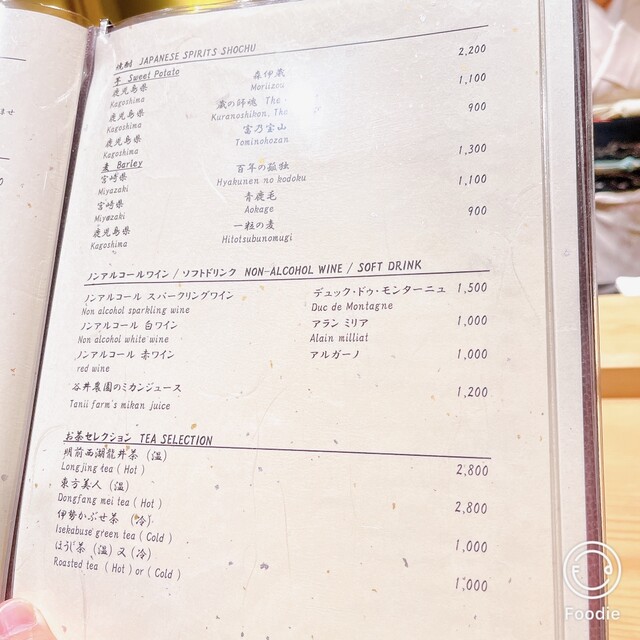 焼酎 JAPANESE SPIRITS SHOCHU
芋 Sweet Potato
鹿児島県 森伊蔵 2,200
Kagoshima Moriizou
鹿児島県 蔵の師魂 The 1,100
Kagoshima Kuranoshikon, The
鹿児島県 富乃宝山 900
Kagoshima Tominohozan
麦 Barley
宮崎県 百年の孤独 1,300
Miyazaki Hyakunen no kodoku
宮崎県 青鹿毛 1,100
Miyazaki Aokage
鹿児島県 一粒の麦 900
Kagoshima Hitotsubunomugi
ノンアルコールワイン / ソフトドリンク NON-ALCOHOL WINE / SOFT DRINK
ノンアルコール スパークリングワイン デュック・ドゥ・モンターニュ 1,500
Non alcohol sparkling wine Duc de Montagne
ノンアルコール 白ワイン アラン ミリア 1,000
Non alcohol white wine Alain milliat
ノンアルコール 赤ワイン アルガーノ 1,000
red wine
谷井農園のミカンジュース 1,200
Tanii farm's mikan juice
お茶セレクション TEA SELECTION
明前西湖龍井茶 (温) 2,800
Longjing tea ( Hot )
東方美人 (温) 2,800
Dongfang mei tea ( Hot )
伊勢かぶせ茶 (冷) 1,000
Isekabuse green tea ( Cold )
ほうじ茶 (温) 又 (冷) 1,000
Roasted tea ( Hot ) or ( Cold )
Foodie